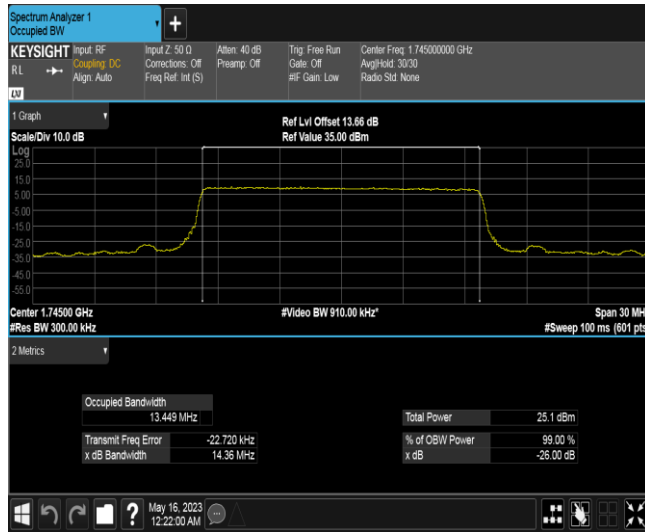 Spectrum Analyzer 1
Occupied BW
+
KEYSIGHT
RL
LXI
Input: RF
Coupling: DC
Align: Auto
Input Z: 50 Ω
Corrections: Off
Freq Ref: Int (S)
Atten: 40 dB
Preamp: Off
Trig: Free Run
Gate: Off
#IF Gain: Low
Center Freq: 1.745000000 GHz
Avg|Hold: 30/30
Radio Std: None
1 Graph
Scale/Div 10.0 dB
Ref Lvl Offset 13.66 dB
Ref Value 35.00 dBm
Log
25.0
15.0
5.00
-5.00
-15.0
-25.0
-35.0
-45.0
-55.0
Center 1.74500 GHz
#Res BW 300.00 kHz
#Video BW 910.00 kHz*
Span 30 MH
#Sweep 100 ms (601 pts
2 Metrics
Occupied Bandwidth
13.449 MHz
Transmit Freq Error -22.720 kHz
x dB Bandwidth 14.36 MHz
Total Power 25.1 dBm
% of OBW Power 99.00 %
x dB -26.00 dB
?
May 16, 2023
12:22:00 AM